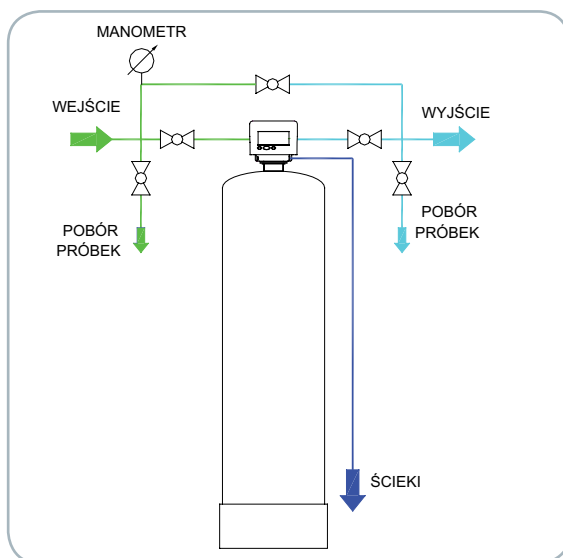 MANOMETR
WEJŚCIE
WYJŚCIE
POBÓR
PRÓBEK
POBÓR
PRÓBEK
ŚCIEKI